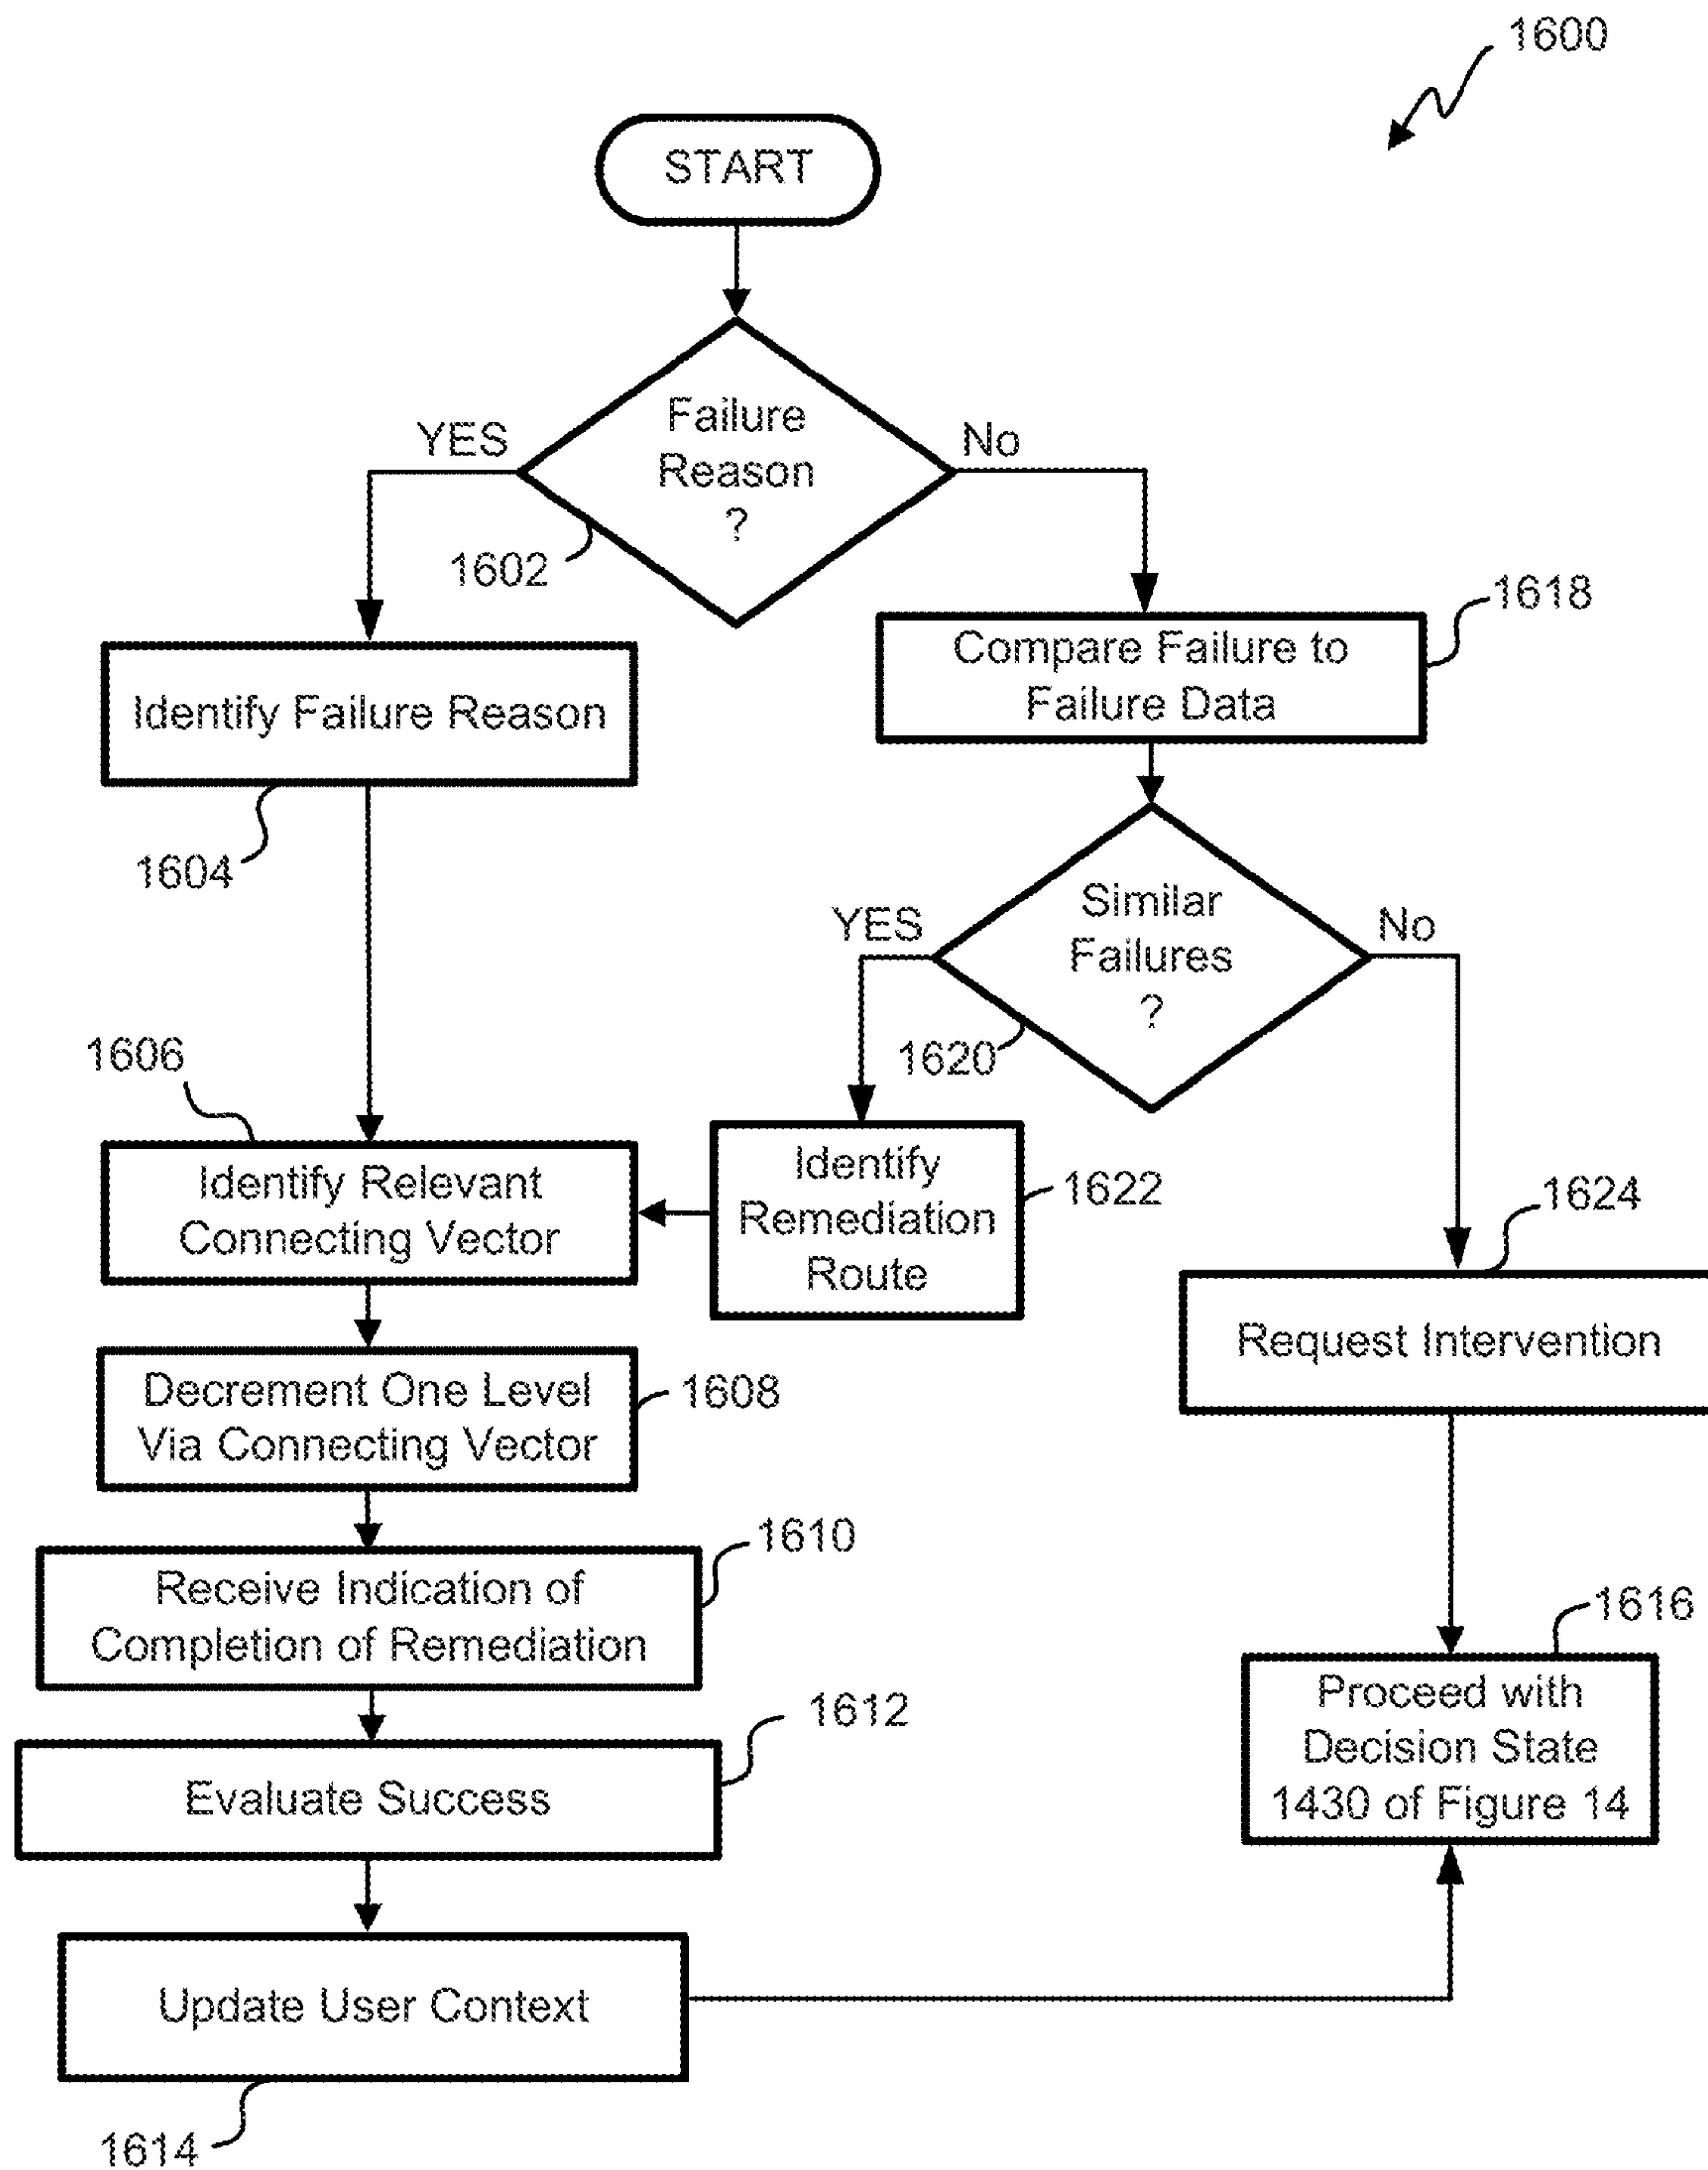 1600
START
Failure
Reason
?
YES
No
1602
1618
Compare Failure to
Failure Data
Identify Failure Reason
1604
Similar
Failures
?
YES
No
1620
1606
Identify Relevant
Connecting Vector
Identify
Remediation
Route
1622
1624
Request Intervention
Decrement One Level
Via Connecting Vector
1608
1610
Receive Indication of
Completion of Remediation
1616
Proceed with
Decision State
1430 of Figure 14
1612
Evaluate Success
Update User Context
1614